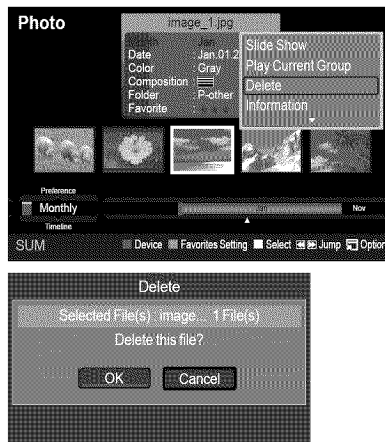 Photo
image_1.jpg
Jan
Date : Jan.01.2
Color : Gray
Composition :
Folder : P-other
Favorite :
Slide Show
Play Current Group
Delete
Information
Preference
Monthly
Timeline
Nov
SUM
Device Favorites Setting Select Jump Option
Delete
Selected File(s) image... 1 File(s)
Delete this file?
OK
Cancel